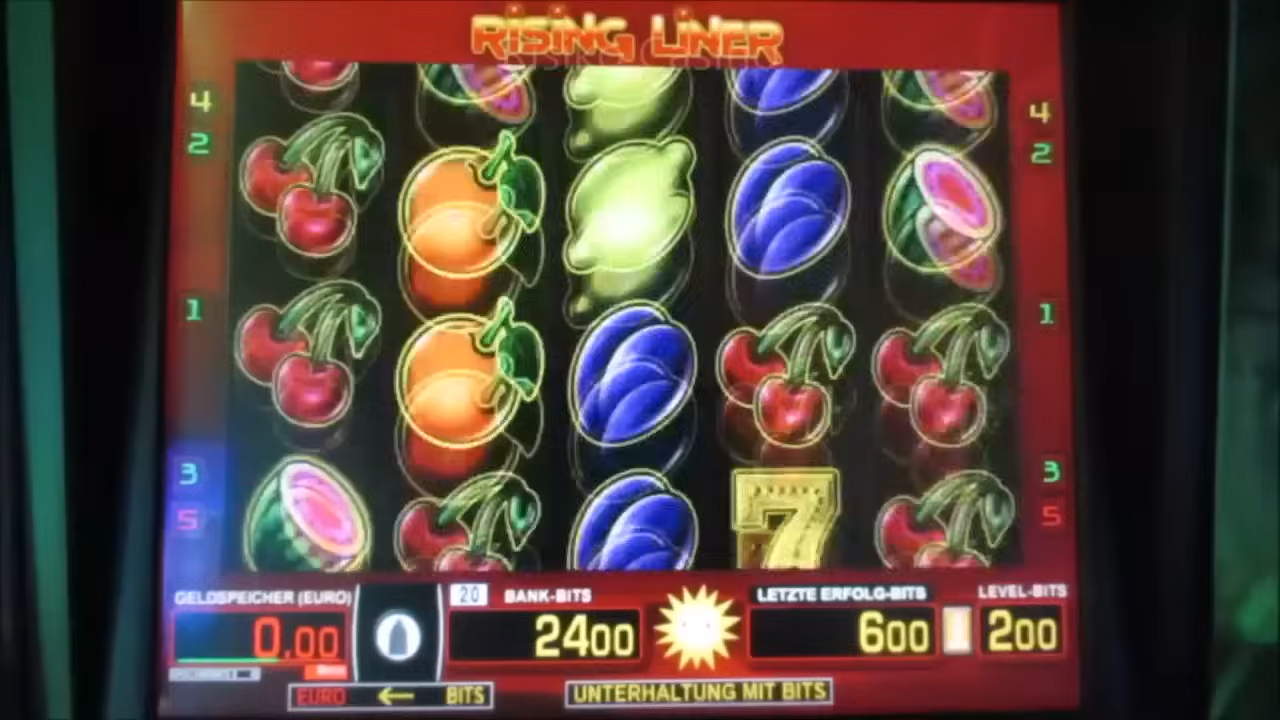 RISING LINER
4
4
2
2
1
1
3
3
5
5
7
GELDSPEICHER (EURO)
20
BANK-BITS
LETZTE ERFOLG-BITS
LEVEL-BITS
0.00
2400
600
200
EURO
BITS
UNTERHALTUNG MIT BITS